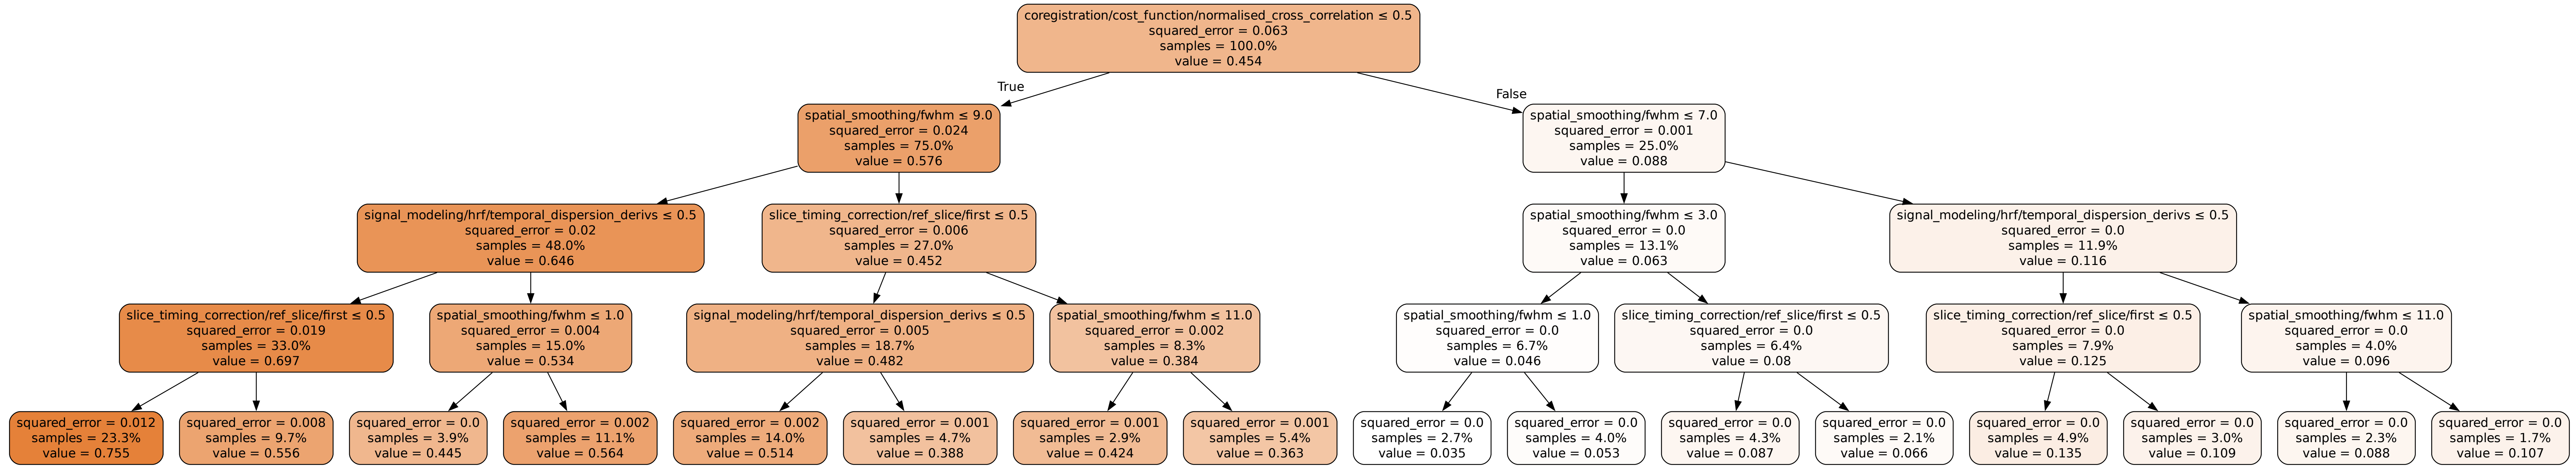 coregistration/cost_function/normalised_cross_correlation ≤ 0.5
squared_error = 0.063
samples = 100.0%
value = 0.454
True
False
spatial_smoothing/fwhm ≤ 9.0
squared_error = 0.024
samples = 75.0%
value = 0.576
spatial_smoothing/fwhm ≤ 7.0
squared_error = 0.001
samples = 25.0%
value = 0.088
signal_modeling/hrf/temporal_dispersion_derivs ≤ 0.5
squared_error = 0.02
samples = 48.0%
value = 0.646
slice_timing_correction/ref_slice/first ≤ 0.5
squared_error = 0.006
samples = 27.0%
value = 0.452
spatial_smoothing/fwhm ≤ 3.0
squared_error = 0.0
samples = 13.1%
value = 0.063
signal_modeling/hrf/temporal_dispersion_derivs ≤ 0.5
squared_error = 0.0
samples = 11.9%
value = 0.116
slice_timing_correction/ref_slice/first ≤ 0.5
squared_error = 0.019
samples = 33.0%
value = 0.697
spatial_smoothing/fwhm ≤ 1.0
squared_error = 0.004
samples = 15.0%
value = 0.534
signal_modeling/hrf/temporal_dispersion_derivs ≤ 0.5
squared_error = 0.005
samples = 18.7%
value = 0.482
spatial_smoothing/fwhm ≤ 11.0
squared_error = 0.002
samples = 8.3%
value = 0.384
spatial_smoothing/fwhm ≤ 1.0
squared_error = 0.0
samples = 6.7%
value = 0.046
slice_timing_correction/ref_slice/first ≤ 0.5
squared_error = 0.0
samples = 6.4%
value = 0.08
slice_timing_correction/ref_slice/first ≤ 0.5
squared_error = 0.0
samples = 7.9%
value = 0.125
spatial_smoothing/fwhm ≤ 11.0
squared_error = 0.0
samples = 4.0%
value = 0.096
squared_error = 0.012
samples = 23.3%
value = 0.755
squared_error = 0.008
samples = 9.7%
value = 0.556
squared_error = 0.0
samples = 3.9%
value = 0.445
squared_error = 0.002
samples = 11.1%
value = 0.564
squared_error = 0.002
samples = 14.0%
value = 0.514
squared_error = 0.001
samples = 4.7%
value = 0.388
squared_error = 0.001
samples = 2.9%
value = 0.424
squared_error = 0.001
samples = 5.4%
value = 0.363
squared_error = 0.0
samples = 2.7%
value = 0.035
squared_error = 0.0
samples = 4.0%
value = 0.053
squared_error = 0.0
samples = 4.3%
value = 0.087
squared_error = 0.0
samples = 2.1%
value = 0.066
squared_error = 0.0
samples = 4.9%
value = 0.135
squared_error = 0.0
samples = 3.0%
value = 0.109
squared_error = 0.0
samples = 2.3%
value = 0.088
squared_error = 0.0
samples = 1.7%
value = 0.107